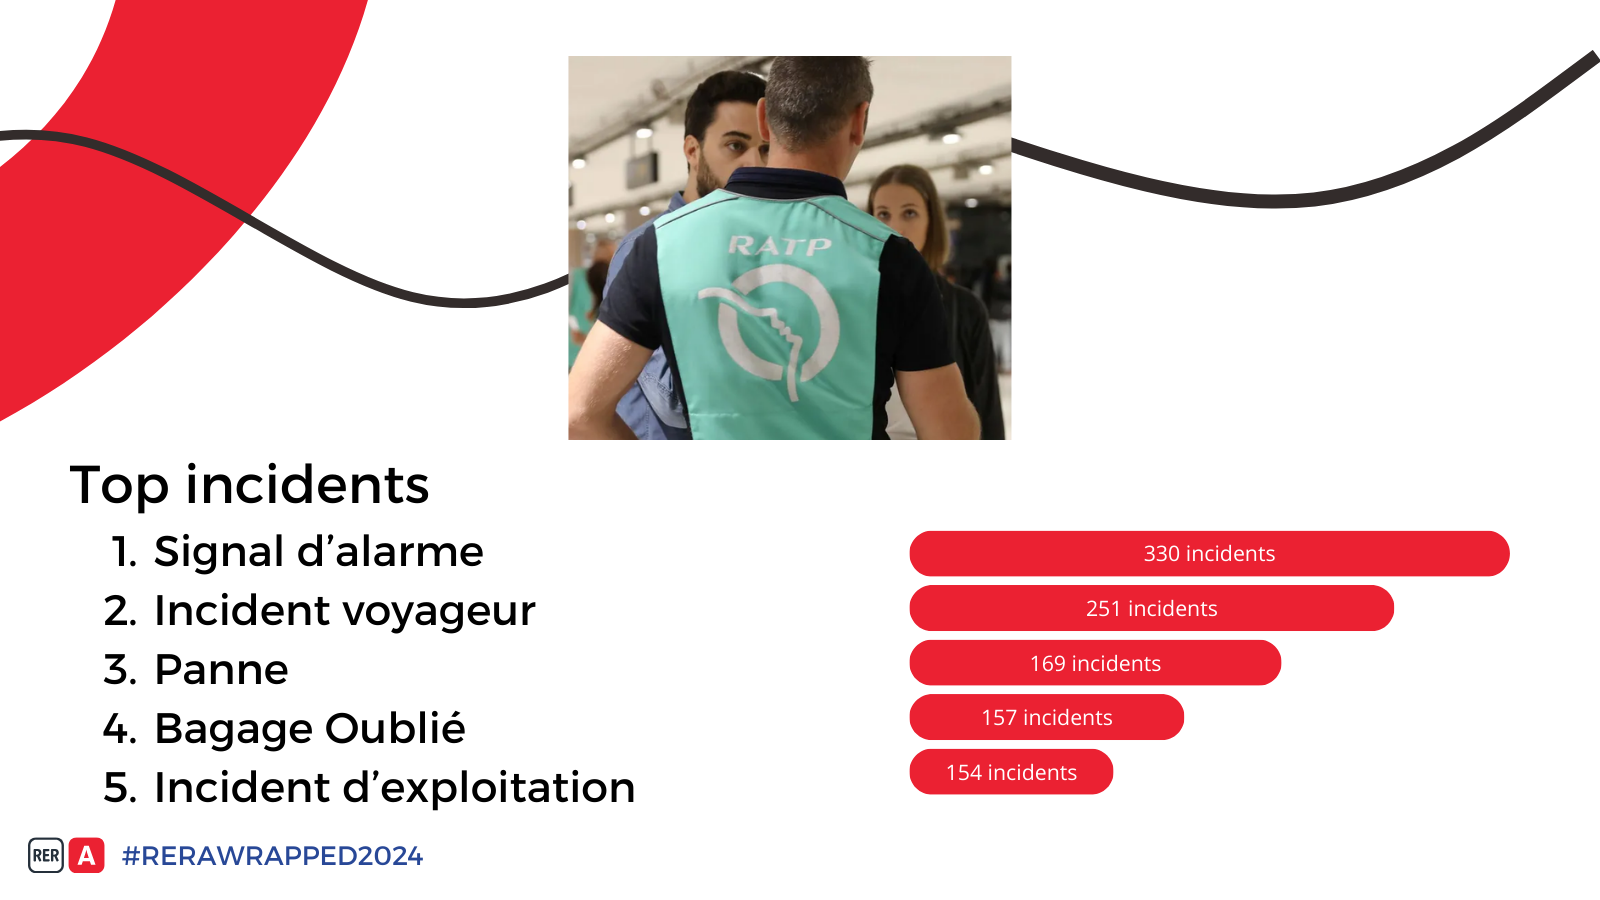 RATP
Top incidents
1. Signal d’alarme
2. Incident voyageur
3. Panne
4. Bagage Oublié
5. Incident d’exploitation
330 incidents
251 incidents
169 incidents
157 incidents
154 incidents
RER A #RERAWRAPPED2024